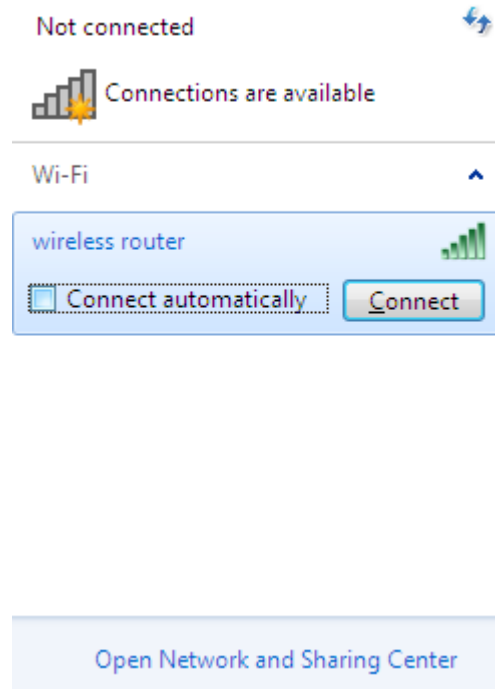 Not connected
Connections are available
Wi-Fi
wireless router
Connect automatically Connect
Open Network and Sharing Center